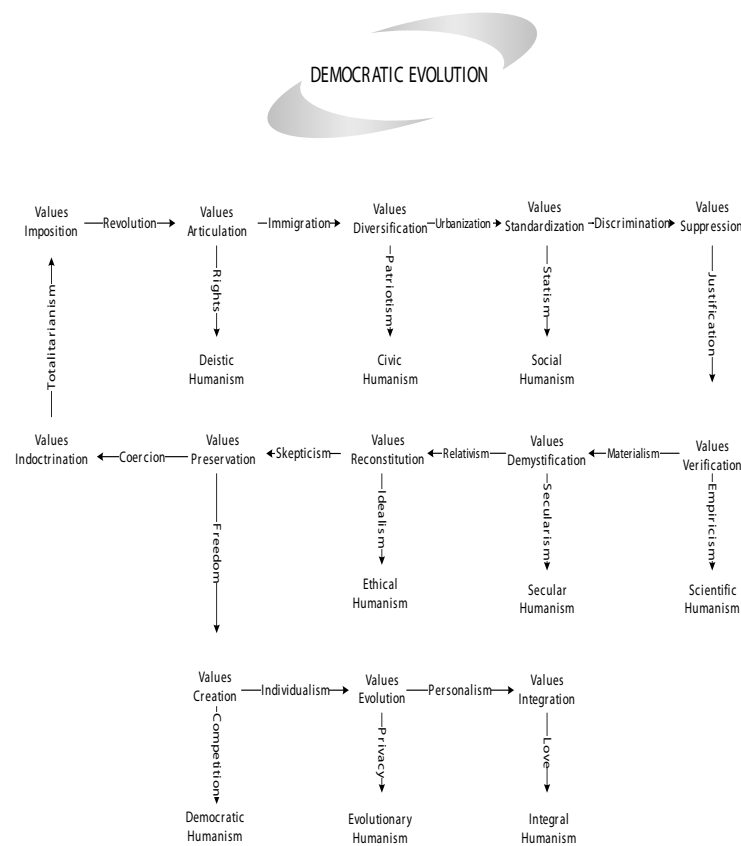 DEMOCRATIC EVOLUTION
Values
Imposition
Revolution
Values
Articulation
Immigration
Values
Diversification
Urbanization
Values
Standardization
Discrimination
Values
Suppression
Totalitarianism
Rights
Patriotism
Statism
Justification
Deistic
Humanism
Civic
Humanism
Social
Humanism
Values
Indoctrination
Coercion
Values
Preservation
Skepticism
Values
Reconstitution
Relativism
Values
Demystification
Materialism
Values
Verification
Freedom
Idealism
Secularism
Empiricism
Ethical
Humanism
Secular
Humanism
Scientific
Humanism
Values
Creation
Individualism
Values
Evolution
Personalism
Values
Integration
Competition
Privacy
Love
Democratic
Humanism
Evolutionary
Humanism
Integral
Humanism